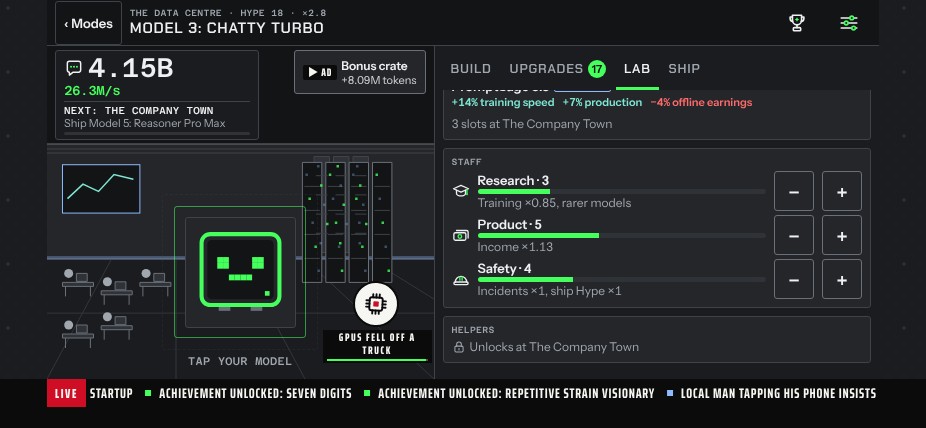 ‹ Modes
THE DATA CENTRE · HYPE 18 · ×2.8
MODEL 3: CHATTY TURBO
4.15B
26.3M/s
NEXT: THE COMPANY TOWN
Ship Model 5: Reasoner Pro Max
AD
Bonus crate
+8.09M tokens
BUILD UPGRADES 17 LAB SHIP
+14% training speed +7% production −4% offline earnings
3 slots at The Company Town
STAFF
Research · 3
Training ×0.85, rarer models
− +
Product · 5
Income ×1.13
− +
Safety · 4
Incidents ×1, ship Hype ×1
− +
HELPERS
Unlocks at The Company Town
GPUS FELL OFF A
TRUCK
TAP YOUR MODEL
LIVE STARTUP ACHIEVEMENT UNLOCKED: SEVEN DIGITS ACHIEVEMENT UNLOCKED: REPETITIVE STRAIN VISIONARY LOCAL MAN TAPPING HIS PHONE INSISTS